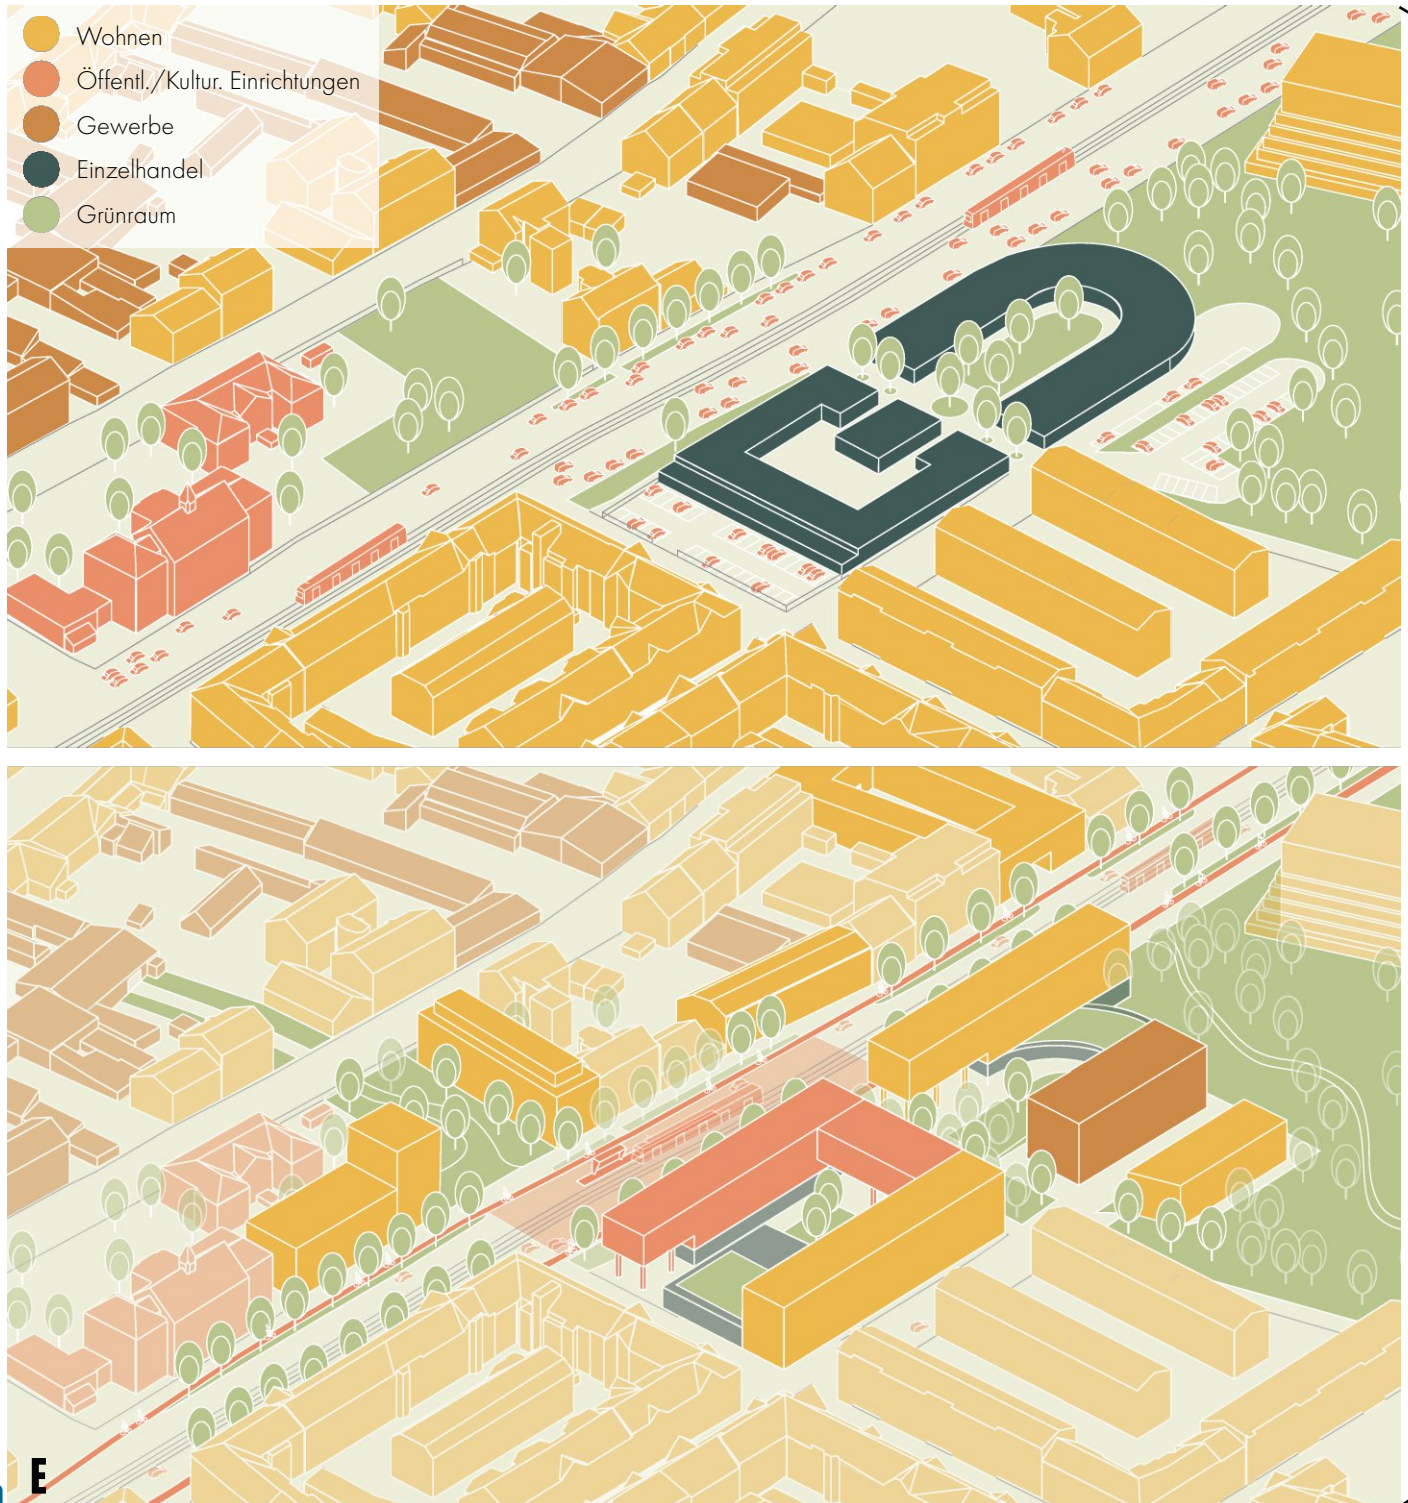 Wohnen
Öffentl./Kultur. Einrichtungen
Gewerbe
Einzelhandel
Grünraum
E